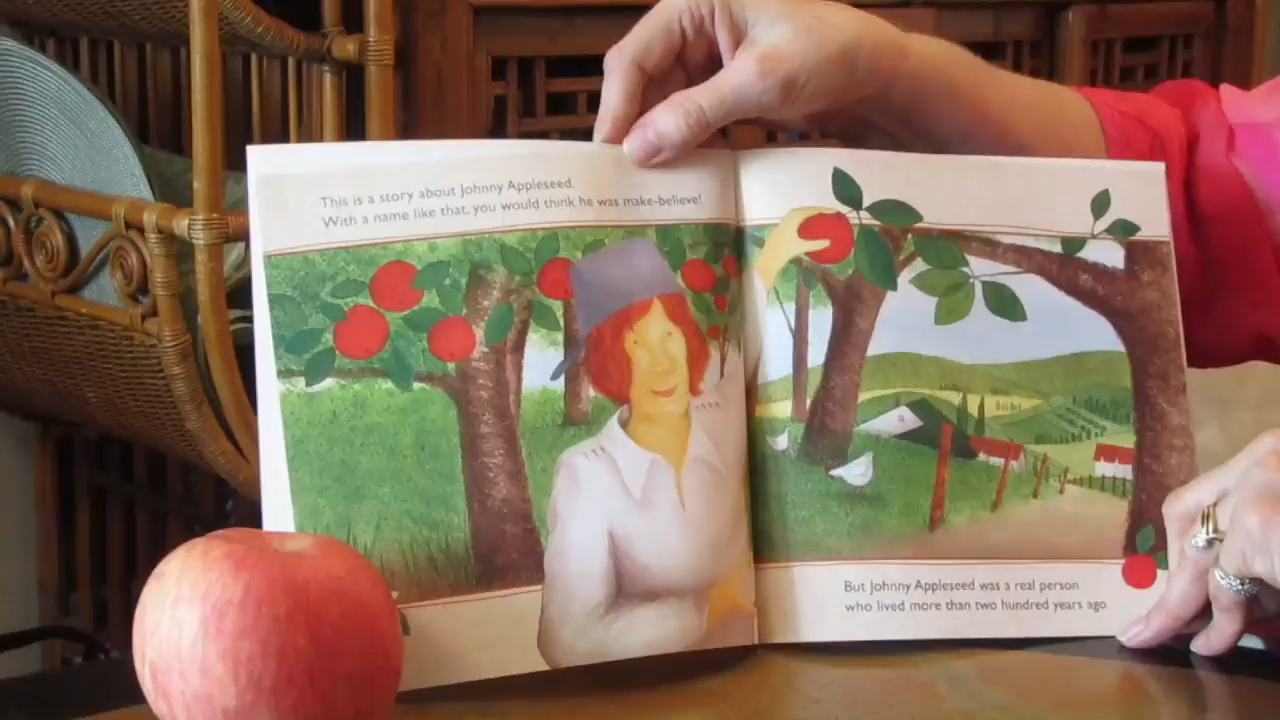 This is a story about Johnny Appleseed.
With a name like that, you would think he was make-believe!
But Johnny Appleseed was a real person
who lived more than two hundred years ago.